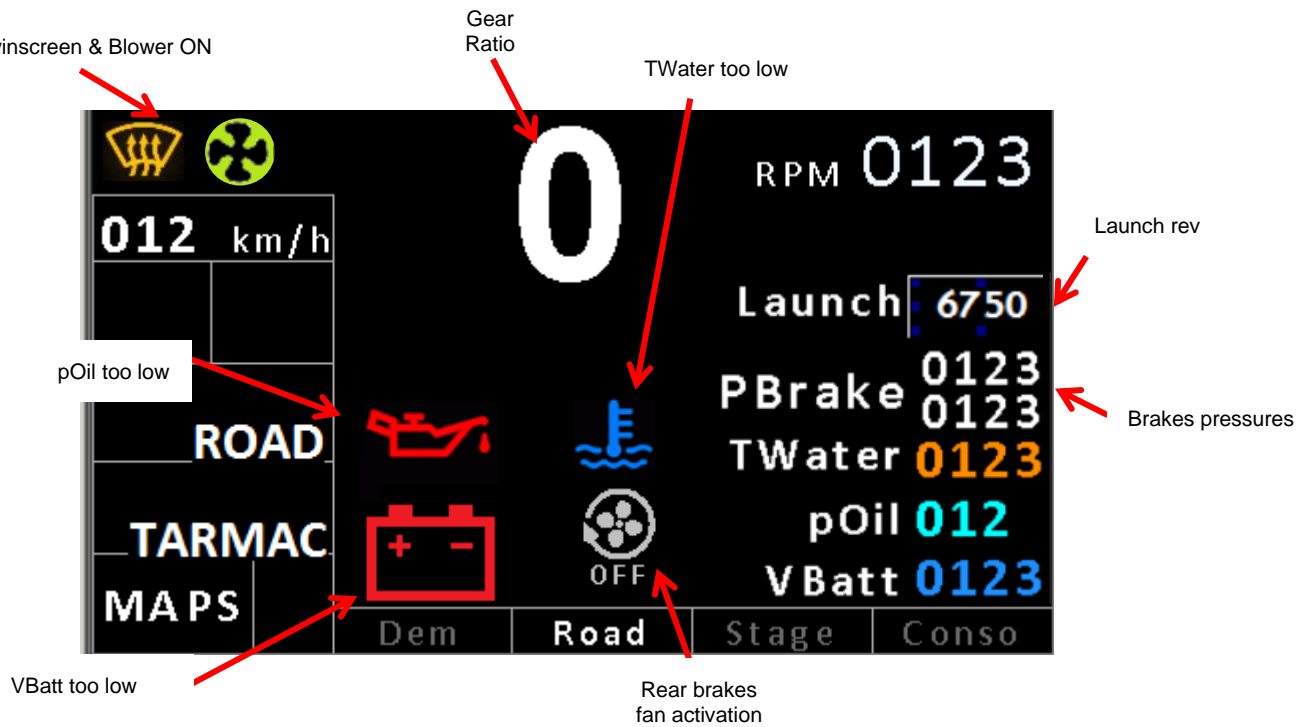 Gear
Ratio
winscreen & Blower ON
TWater too low
0
RPM 0123
012 km/h
Launch rev
Launch 6750
pOil too low
PBrake 0123
0123
Brakes pressures
ROAD
TWater 0123
TARMAC
+ -
OFF
pOil 012
VBatt 0123
MAPS
Dem Road Stage Conso
VBatt too low
Rear brakes
fan activation